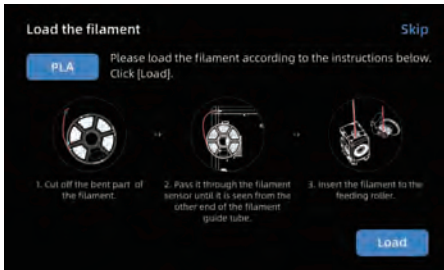 Load the filament
Skip
PLA
Please load the filament according to the instructions below.
Click [Load].
1. Cut off the bent part of
the filament.
2. Pass it through the filament
sensor until it is seen from the
other end of the filament
guide tube.
3. Insert the filament to the
feeding roller.
Load